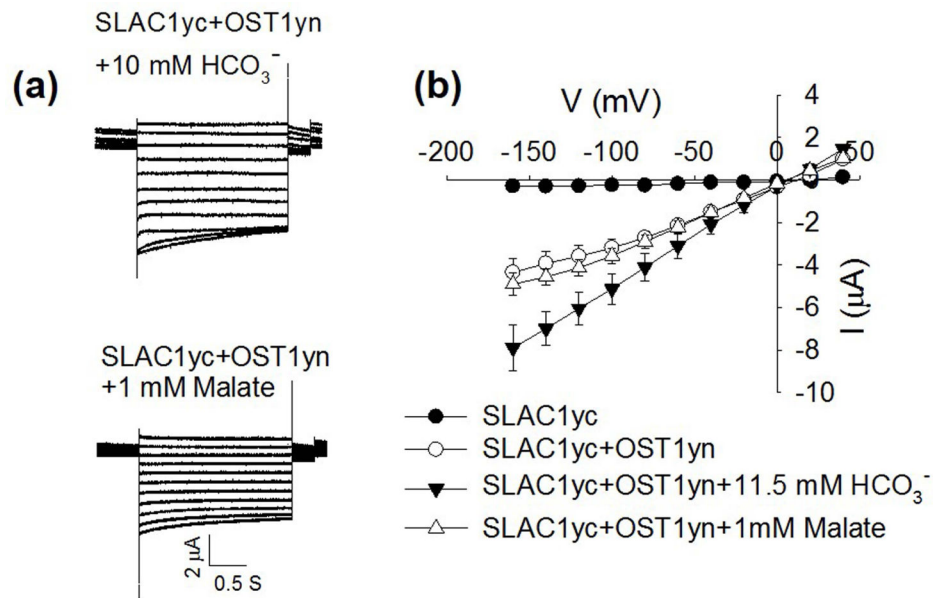 SLAC1yc+OST1yn
+10 mM HCO₃⁻
(a)
SLAC1yc+OST1yn
+1 mM Malate
2 µA
0.5 S
(b)
V (mV)
-200 -150 -100 -50 0 50
4
2
-2
-4
-6
-8
-10
I (µA)
SLAC1yc
SLAC1yc+OST1yn
SLAC1yc+OST1yn+11.5 mM HCO₃⁻
SLAC1yc+OST1yn+1mM Malate